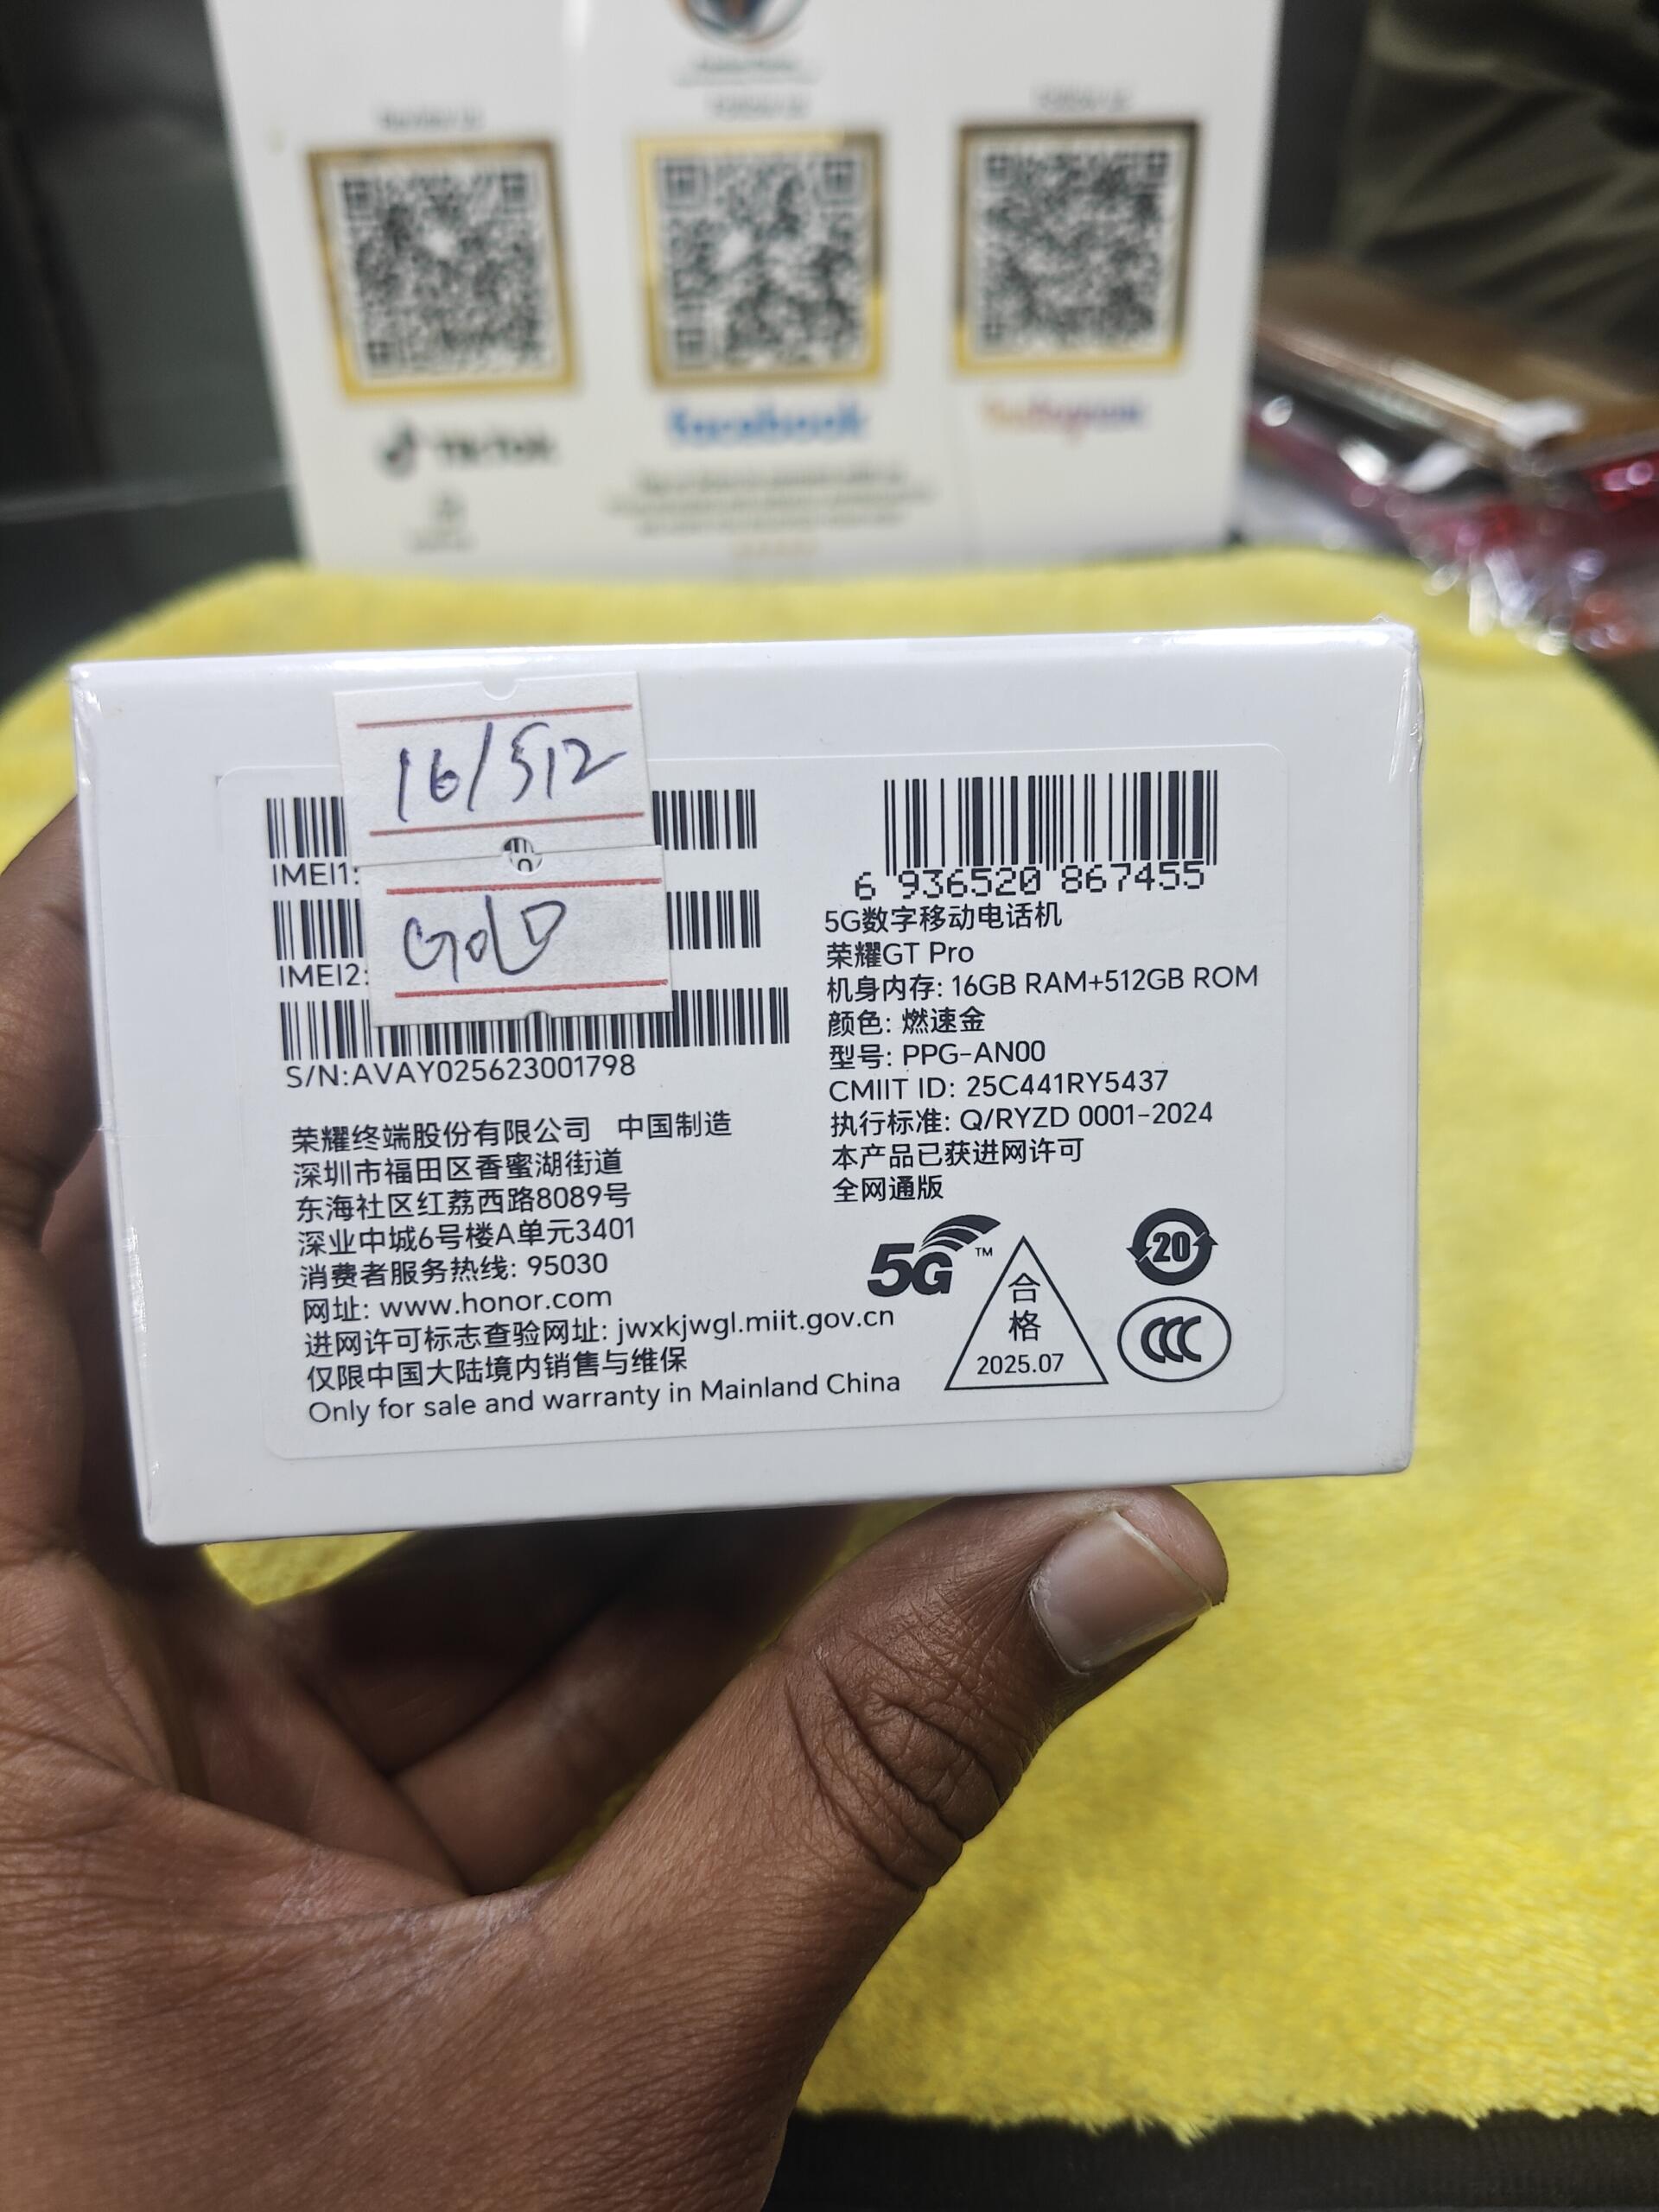 TikTok
facebook
Instagram
16/512
GOLD
IMEI1:
IMEI2:
S/N:AVAY025623001798
荣耀终端股份有限公司 中国制造
深圳市福田区香蜜湖街道
东海社区红荔西路8089号
深业中城6号楼A单元3401
消费者服务热线: 95030
网址: www.honor.com
进网许可标志查验网址: jwxkjwgl.miit.gov.cn
仅限中国大陆境内销售与维保
Only for sale and warranty in Mainland China
6 936520 867455
5G数字移动电话机
荣耀GT Pro
机身内存: 16GB RAM+512GB ROM
颜色: 燃速金
型号: PPG-AN00
CMIIT ID: 25C441RY5437
执行标准: Q/RYZD 0001-2024
本产品已获进网许可
全网通版
5G™
合
格
2025.07
20
CCC